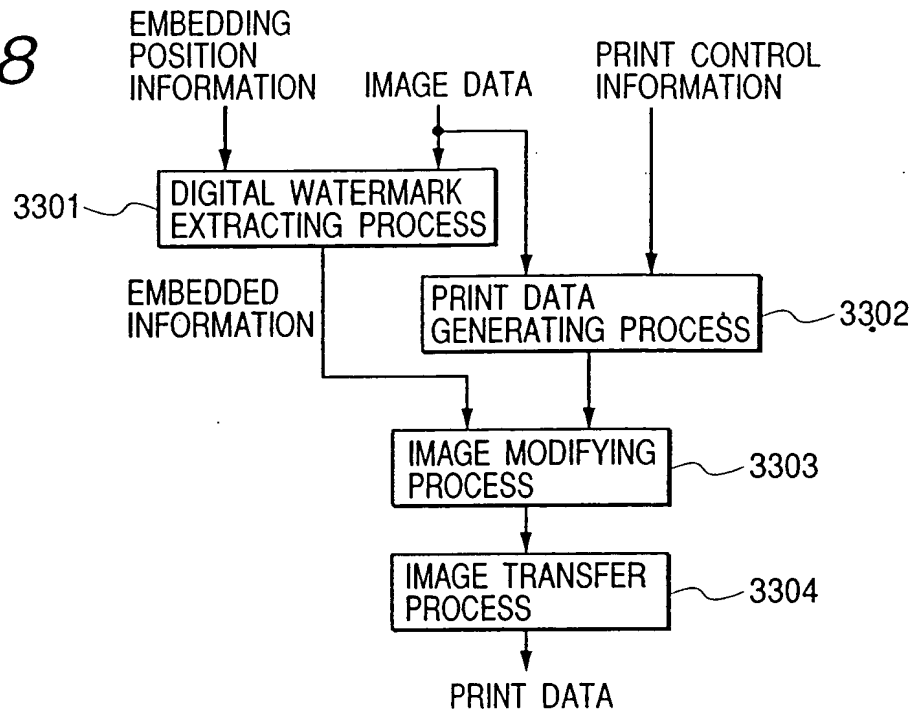 8
EMBEDDING
POSITION
INFORMATION
IMAGE DATA
PRINT CONTROL
INFORMATION
3301
DIGITAL WATERMARK
EXTRACTING PROCESS
EMBEDDED
INFORMATION
PRINT DATA
GENERATING PROCESS
3302
IMAGE MODIFYING
PROCESS
3303
IMAGE TRANSFER
PROCESS
3304
PRINT DATA